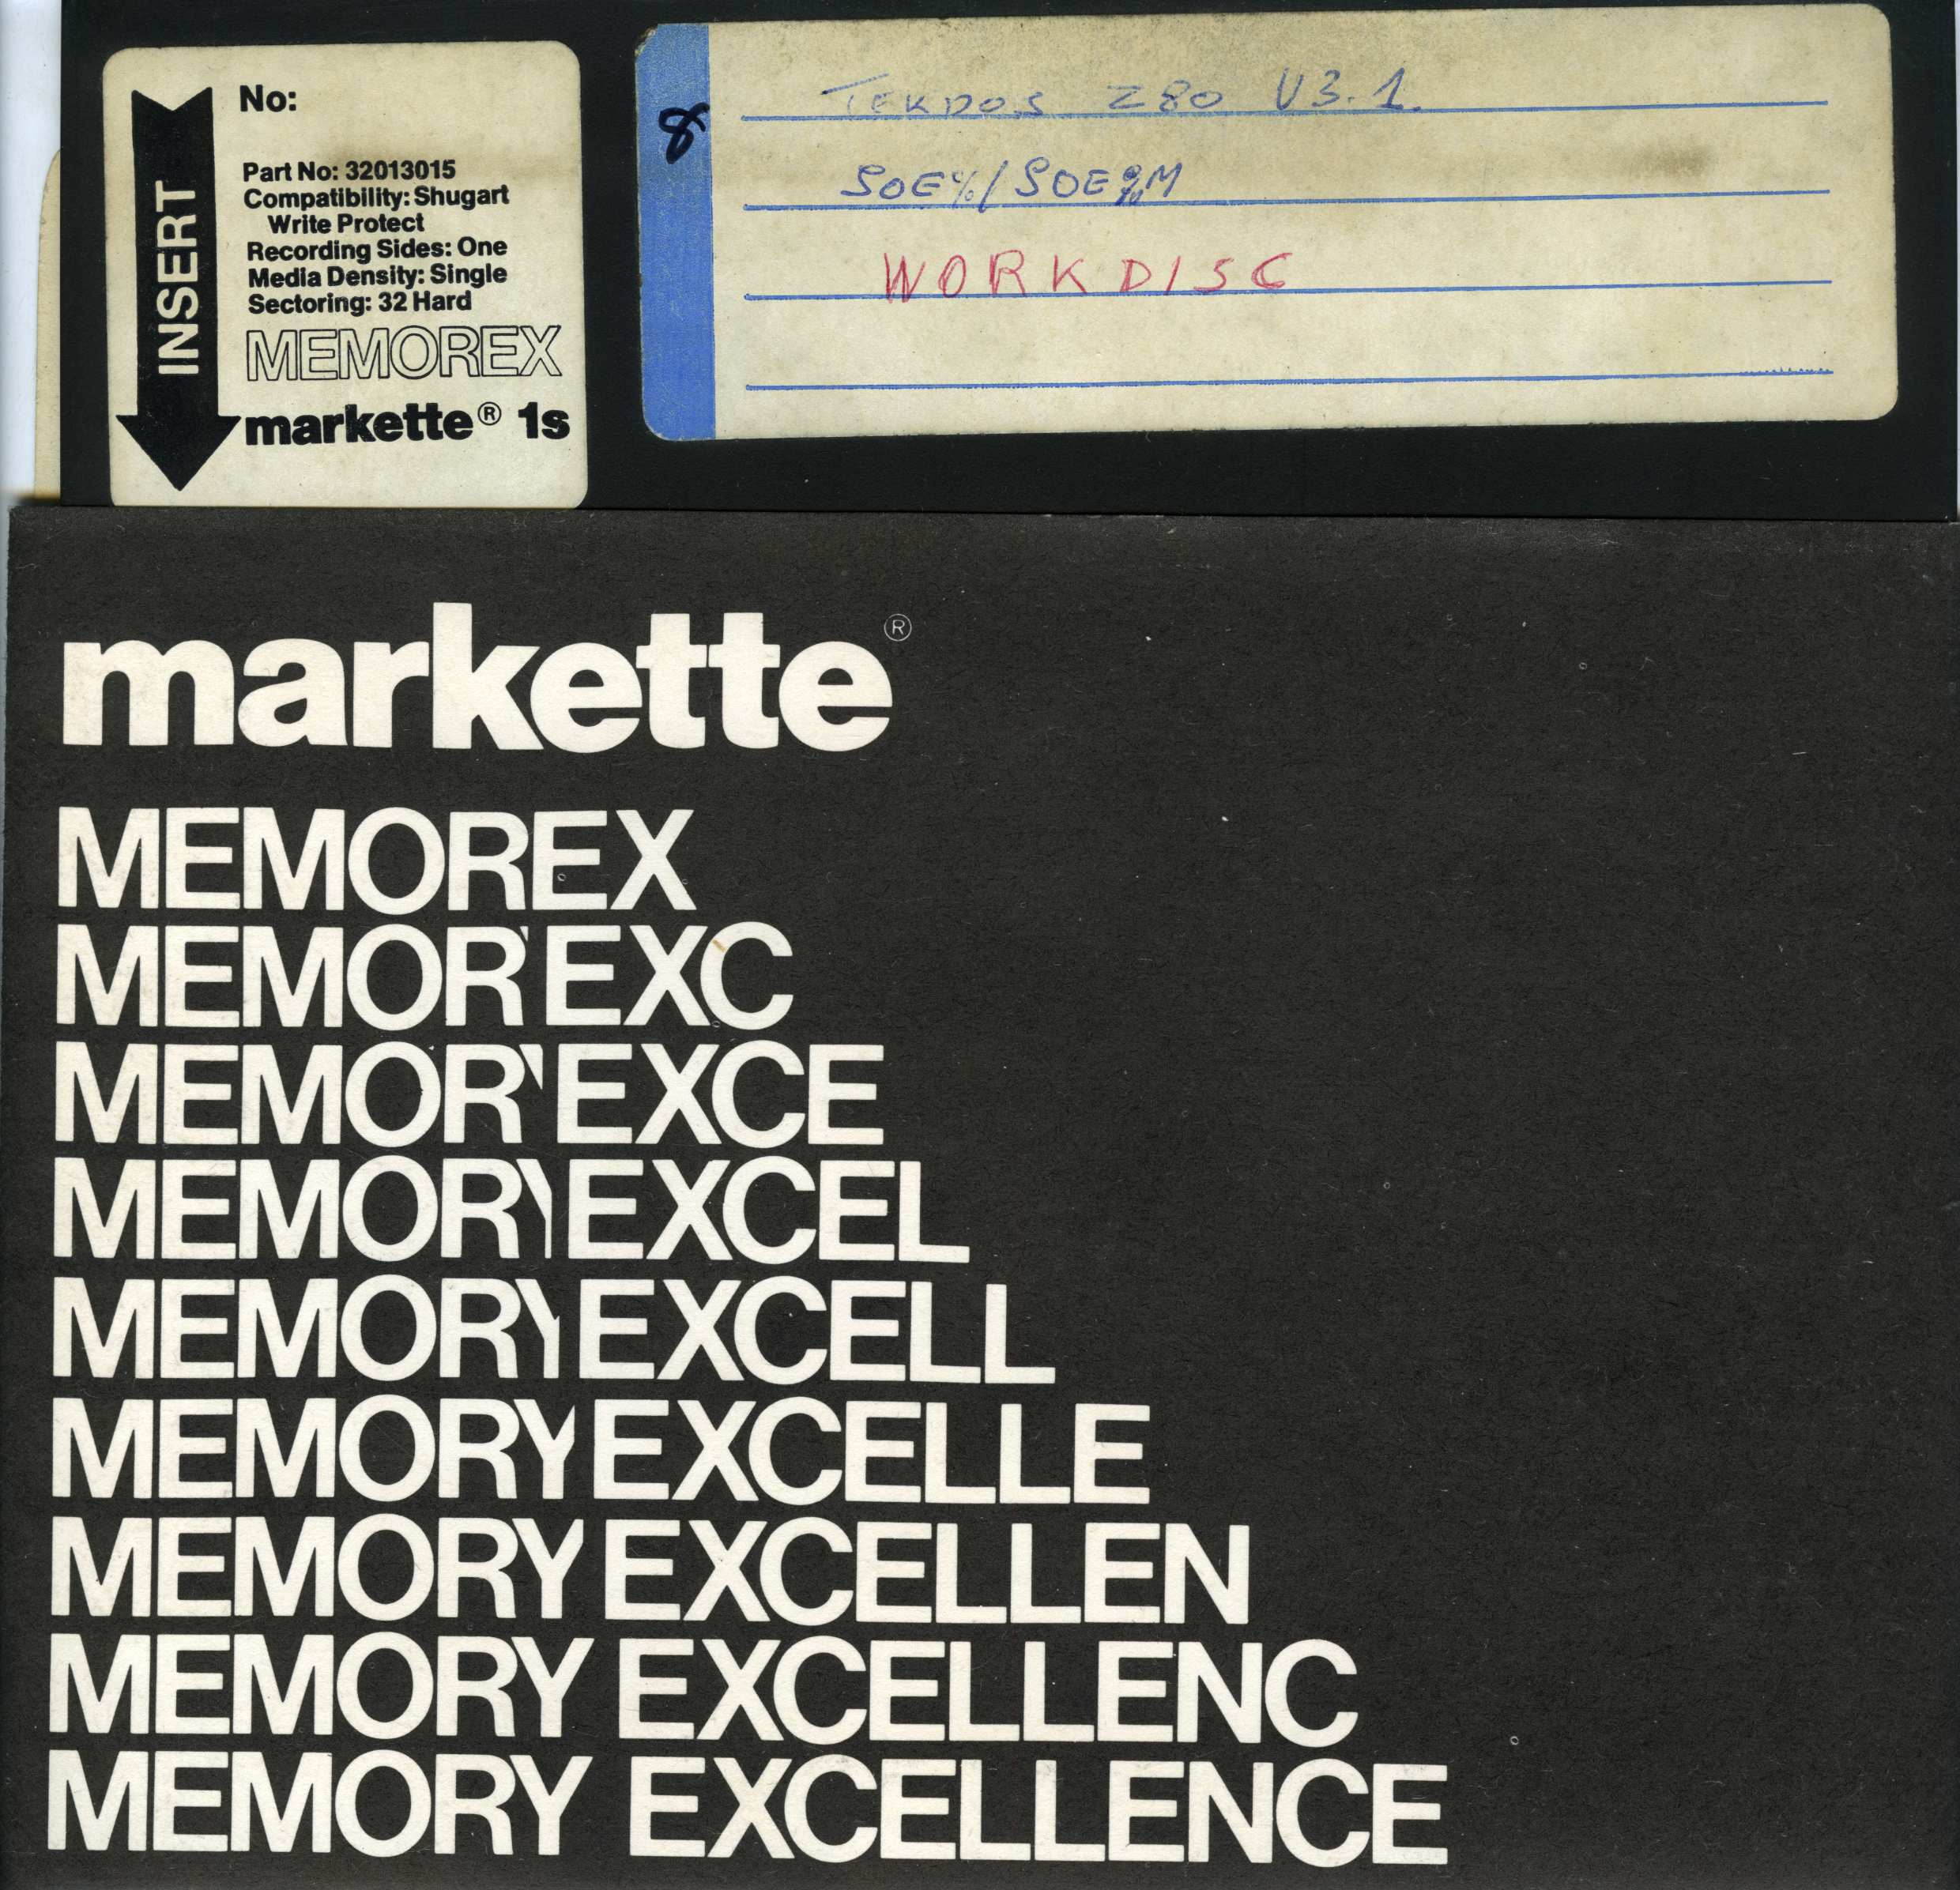 No:
Part No: 32013015
Compatibility: Shugart
Write Protect
Recording Sides: One
Media Density: Single
Sectoring: 32 Hard
MEMOREX
markette® 1s
INSERT
8
TEKDOS Z80 V3.1.
SOE%/SOE%M
WORKDISC
markette®
MEMOREX
MEMOR'EXC
MEMOR'EXCE
MEMORYEXCEL
MEMORYEXCELL
MEMORYEXCELLE
MEMORY EXCELLEN
MEMORY EXCELLENC
MEMORY EXCELLENCE